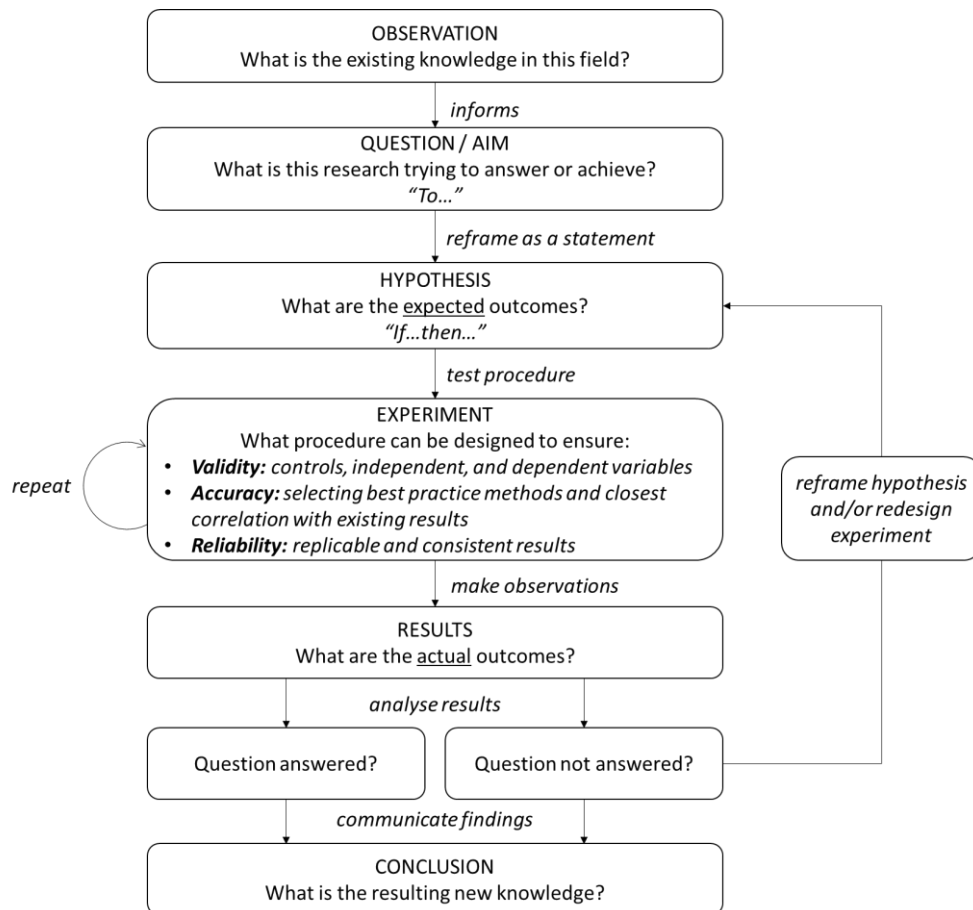 OBSERVATION
What is the existing knowledge in this field?
informs
QUESTION / AIM
What is this research trying to answer or achieve?
“To…”
reframe as a statement
HYPOTHESIS
What are the expected outcomes?
“If…then…”
test procedure
EXPERIMENT
What procedure can be designed to ensure:
• Validity: controls, independent, and dependent variables
• Accuracy: selecting best practice methods and closest
correlation with existing results
• Reliability: replicable and consistent results
repeat
reframe hypothesis
and/or redesign
experiment
make observations
RESULTS
What are the actual outcomes?
analyse results
Question answered?
Question not answered?
communicate findings
CONCLUSION
What is the resulting new knowledge?